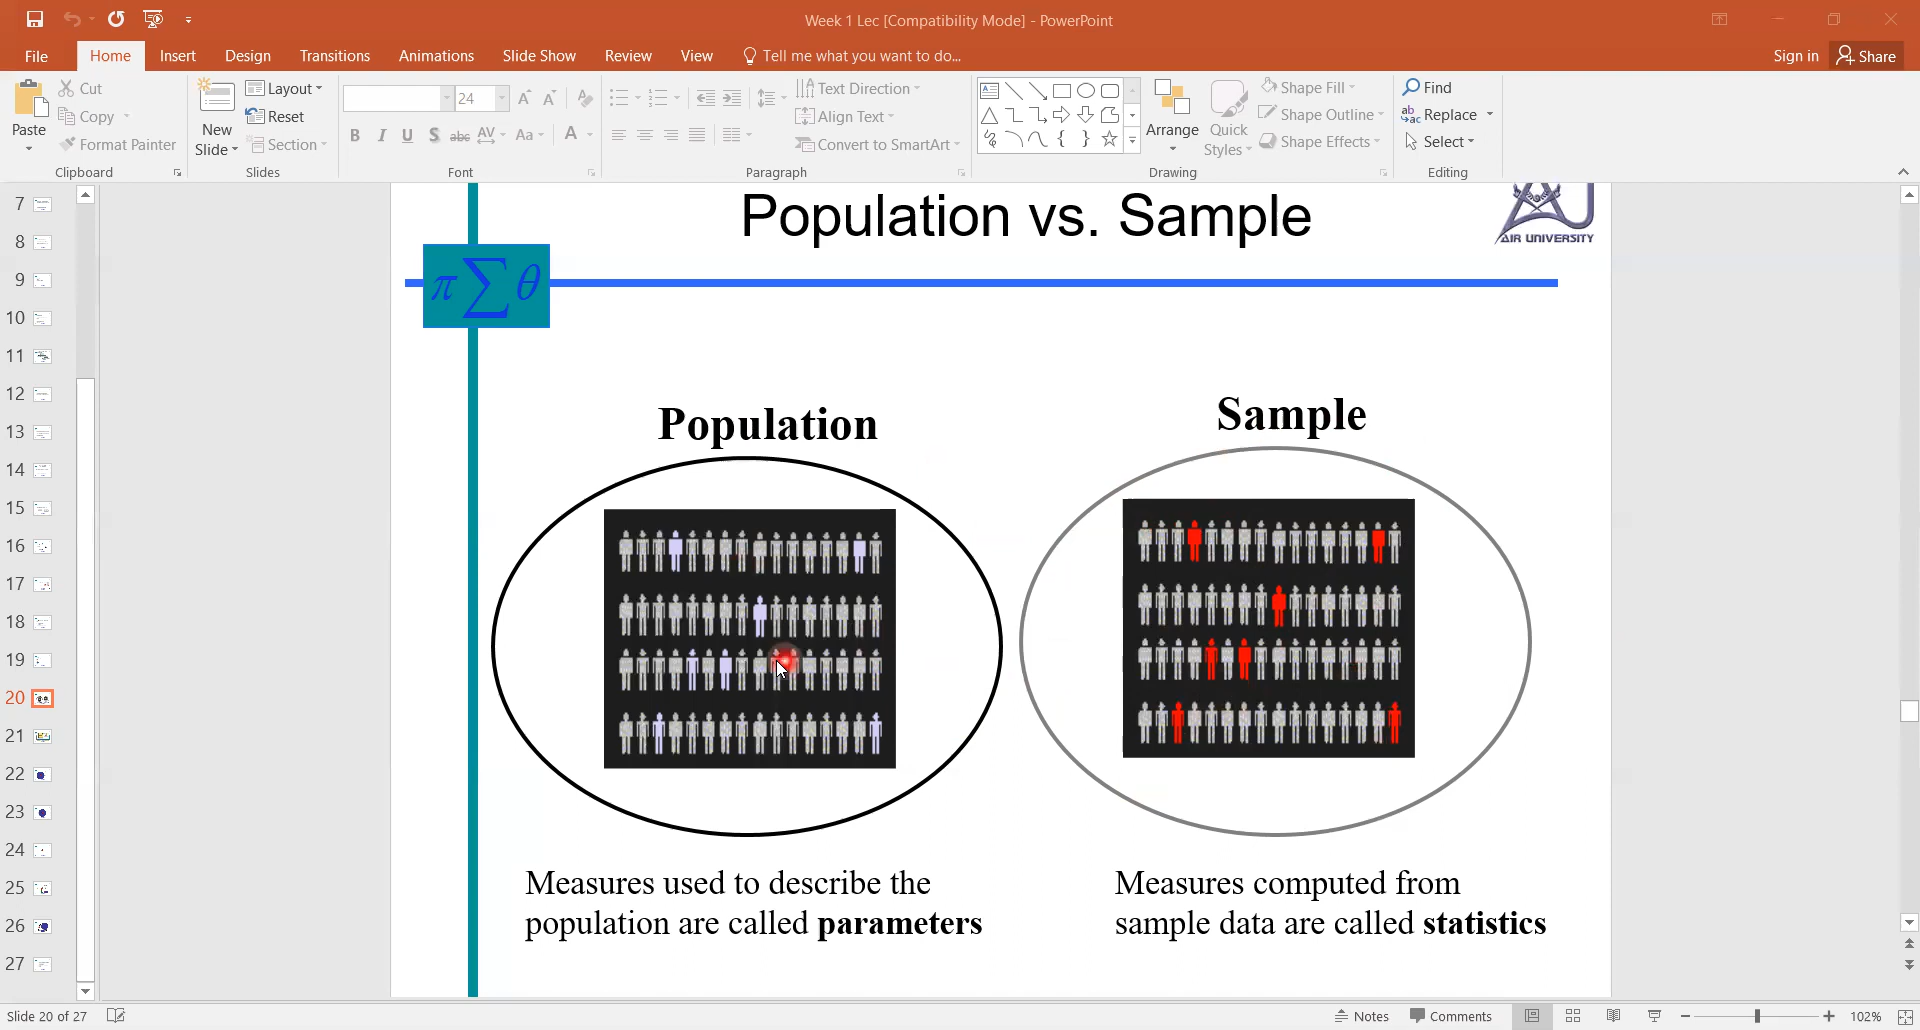 Week 1 Lec [Compatibility Mode] - PowerPoint
File Home Insert Design Transitions Animations Slide Show Review View Tell me what you want to do...
Sign in Share
Paste
Cut
Copy
Format Painter
Clipboard
New
Slide
Layout
Reset
Section
Slides
24
B I U S abc AV Aa A
Font
Text Direction
Align Text
Convert to SmartArt
Paragraph
Arrange
Quick
Styles
Shape Fill
Shape Outline
Shape Effects
Drawing
Find
Replace
Select
Editing
7
8
9
10
11
12
13
14
15
16
17
18
19
20
21
22
23
24
25
26
27
Population vs. Sample
AIR UNIVERSITY
π∑θ
Population
Sample
Measures used to describe the
population are called parameters
Measures computed from
sample data are called statistics
Slide 20 of 27
Notes Comments 102%